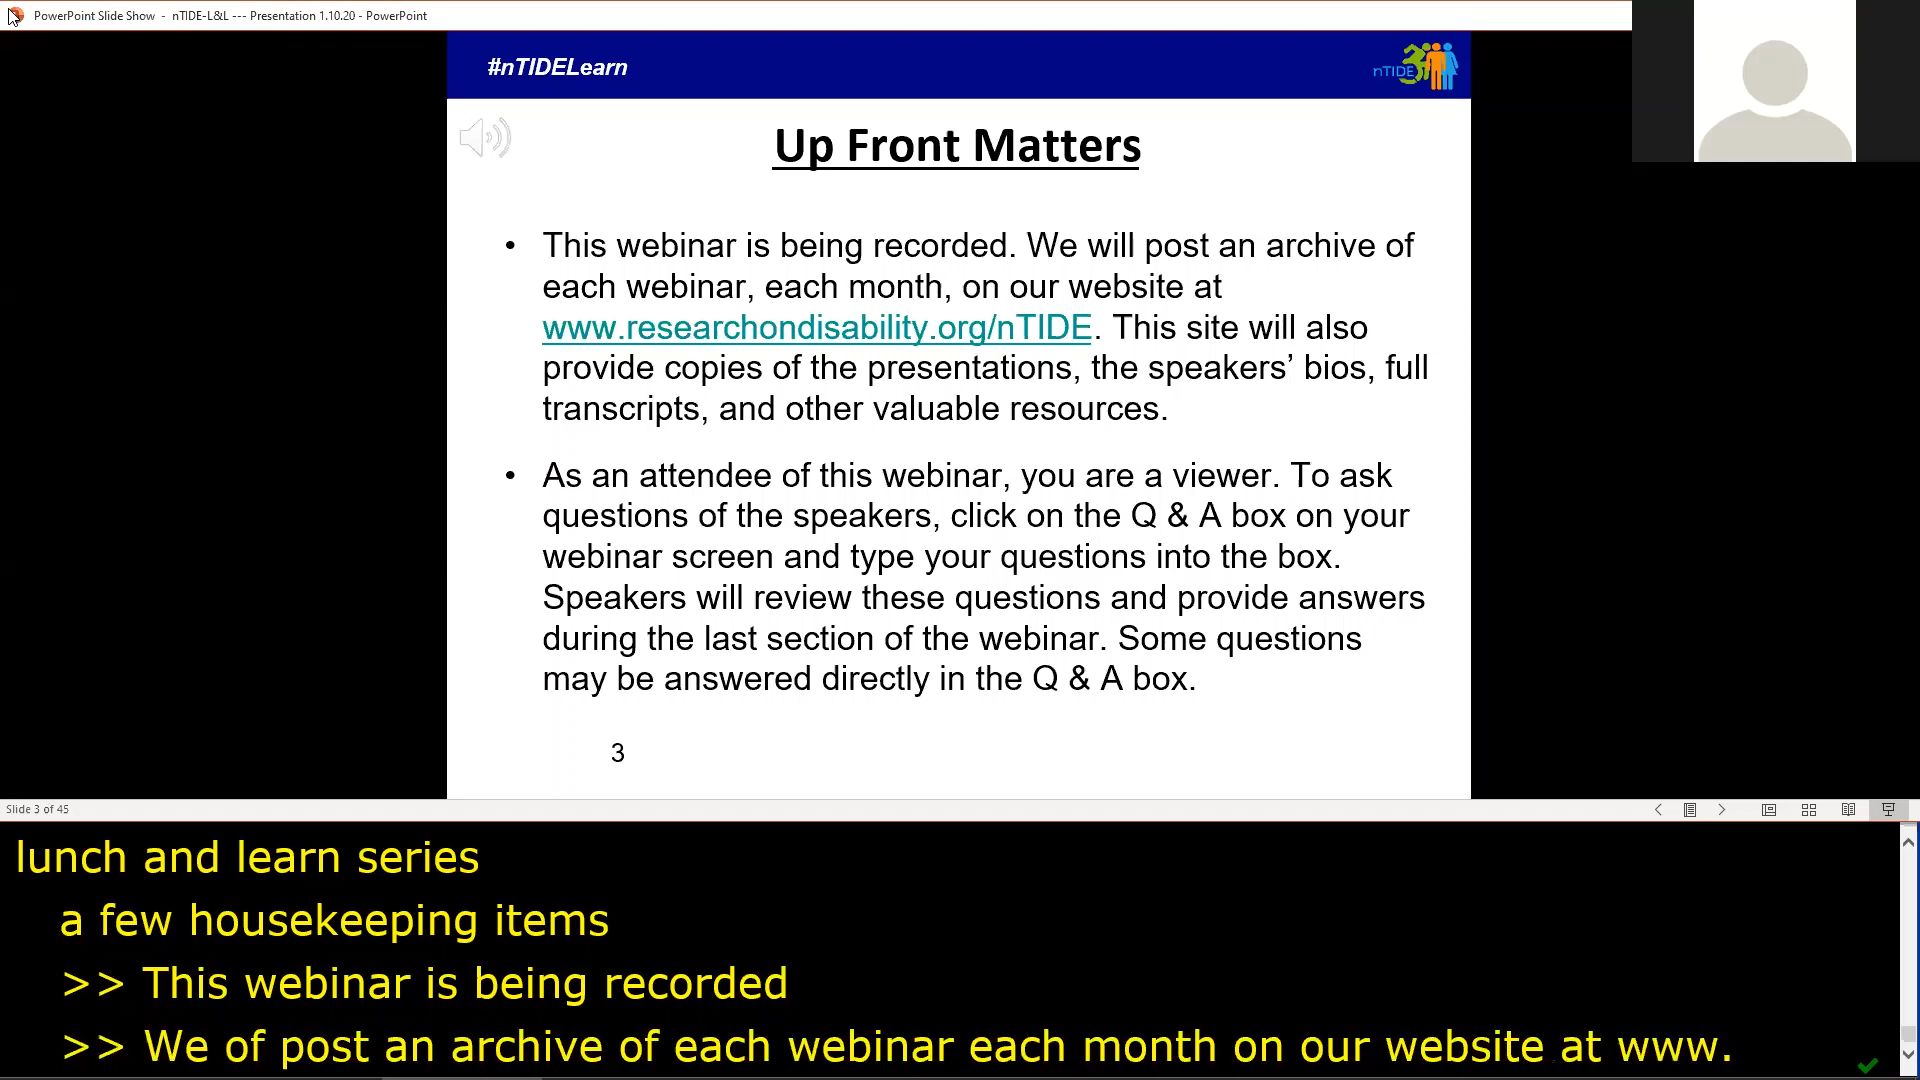 PowerPoint Slide Show - nTIDE-L&L --- Presentation 1.10.20 - PowerPoint
#nTIDELearn
nTIDE
Up Front Matters
• This webinar is being recorded. We will post an archive of
each webinar, each month, on our website at
www.researchondisability.org/nTIDE. This site will also
provide copies of the presentations, the speakers’ bios, full
transcripts, and other valuable resources.
• As an attendee of this webinar, you are a viewer. To ask
questions of the speakers, click on the Q & A box on your
webinar screen and type your questions into the box.
Speakers will review these questions and provide answers
during the last section of the webinar. Some questions
may be answered directly in the Q & A box.
3
Slide 3 of 45
lunch and learn series
a few housekeeping items
>> This webinar is being recorded
>> We of post an archive of each webinar each month on our website at www.